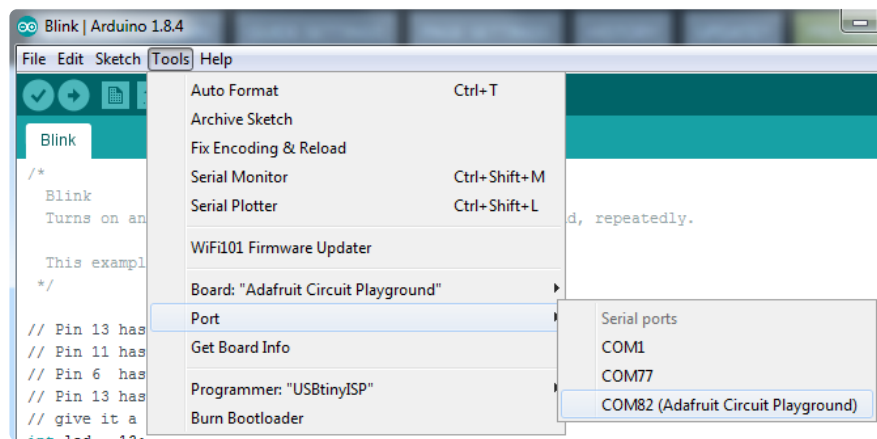 Blink | Arduino 1.8.4
File Edit Sketch Tools Help
Auto Format Ctrl+T
Archive Sketch
Fix Encoding & Reload
Serial Monitor Ctrl+Shift+M
Serial Plotter Ctrl+Shift+L
WiFi101 Firmware Updater
Board: "Adafruit Circuit Playground"
Port
Get Board Info
Programmer: "USBtinyISP"
Burn Bootloader
Serial ports
COM1
COM77
COM82 (Adafruit Circuit Playground)
Blink
/*
Blink
Turns on an d, repeatedly.
This exampl
*/
// Pin 13 has
// Pin 11 has
// Pin 6 has
// Pin 13 has
// give it a